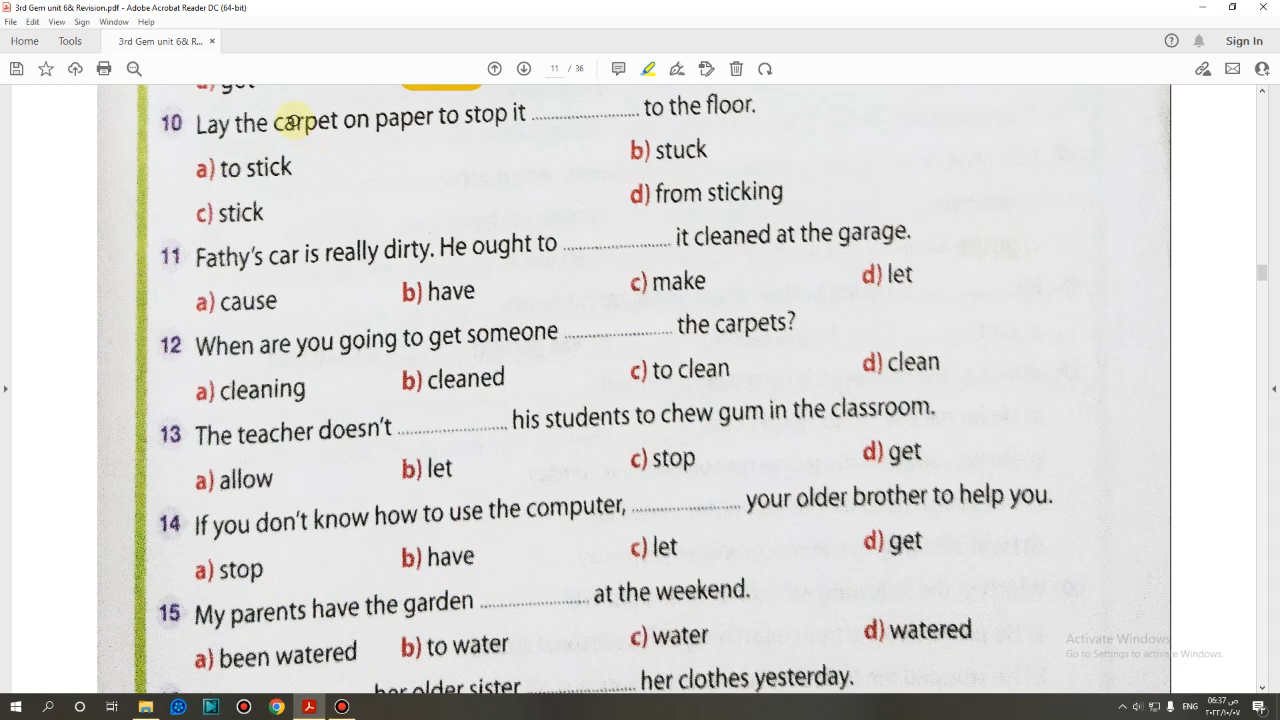 3rd Gem unit 6& Revision.pdf - Adobe Acrobat Reader DC (64-bit)
File Edit View Sign Window Help
Home Tools 3rd Gem unit 6& R... × Sign In
11 / 36
10 Lay the carpet on paper to stop it .................... to the floor.
a) to stick b) stuck
c) stick d) from sticking
11 Fathy's car is really dirty. He ought to .................... it cleaned at the garage.
a) cause b) have c) make d) let
12 When are you going to get someone .................... the carpets?
a) cleaning b) cleaned c) to clean d) clean
13 The teacher doesn't .................... his students to chew gum in the classroom.
a) allow b) let c) stop d) get
14 If you don't know how to use the computer, .................... your older brother to help you.
a) stop b) have c) let d) get
15 My parents have the garden .................... at the weekend.
a) been watered b) to water c) water d) watered
her older sister .................... her clothes yesterday.
Activate Windows
Go to Settings to activate Windows.
ENG
06:37 ص
٢٠٢٢/١٠/٠٧